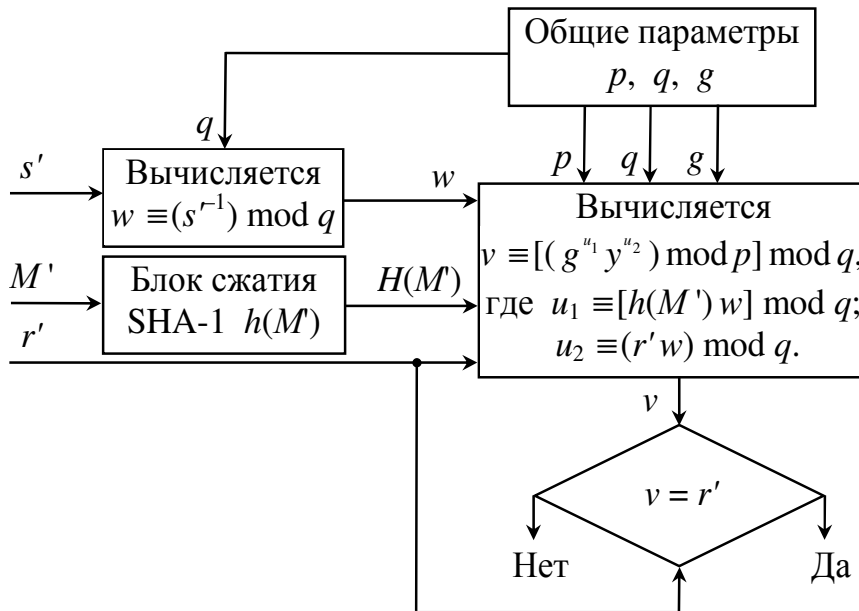 Общие параметры
p, q, g
q
p q g
s′
Вычисляется
w ≡(s′⁻¹) mod q
w
Вычисляется
v ≡[( g^{u₁} y^{u₂} ) mod p] mod q,
где u₁ ≡[h(M') w] mod q;
u₂ ≡(r′ w) mod q.
M '
Блок сжатия
SHA-1 h(M')
H(M')
r′
v
v = r′
Нет
Да